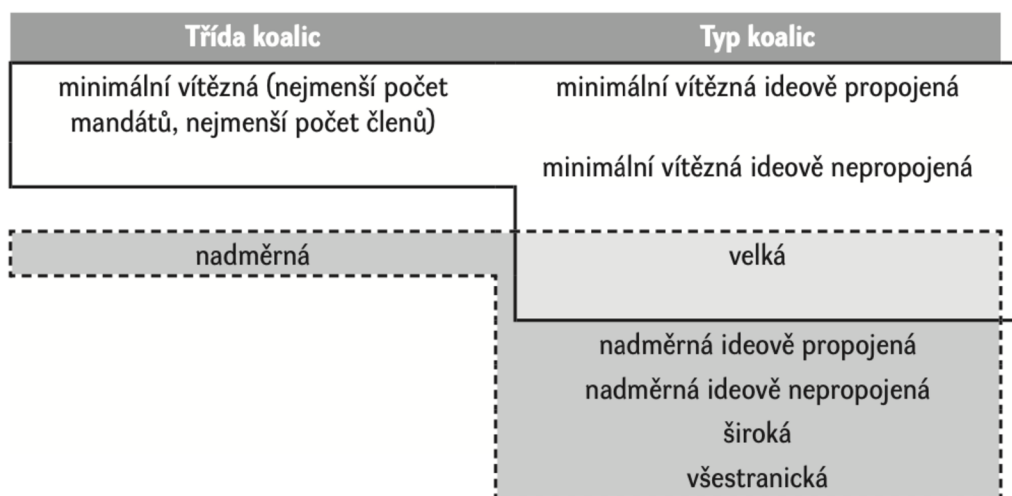 Třída koalic
Typ koalic
minimální vítězná (nejmenší počet
mandátů, nejmenší počet členů)
minimální vítězná ideově propojená
minimální vítězná ideově nepropojená
nadměrná
velká
nadměrná ideově propojená
nadměrná ideově nepropojená
široká
všestranická